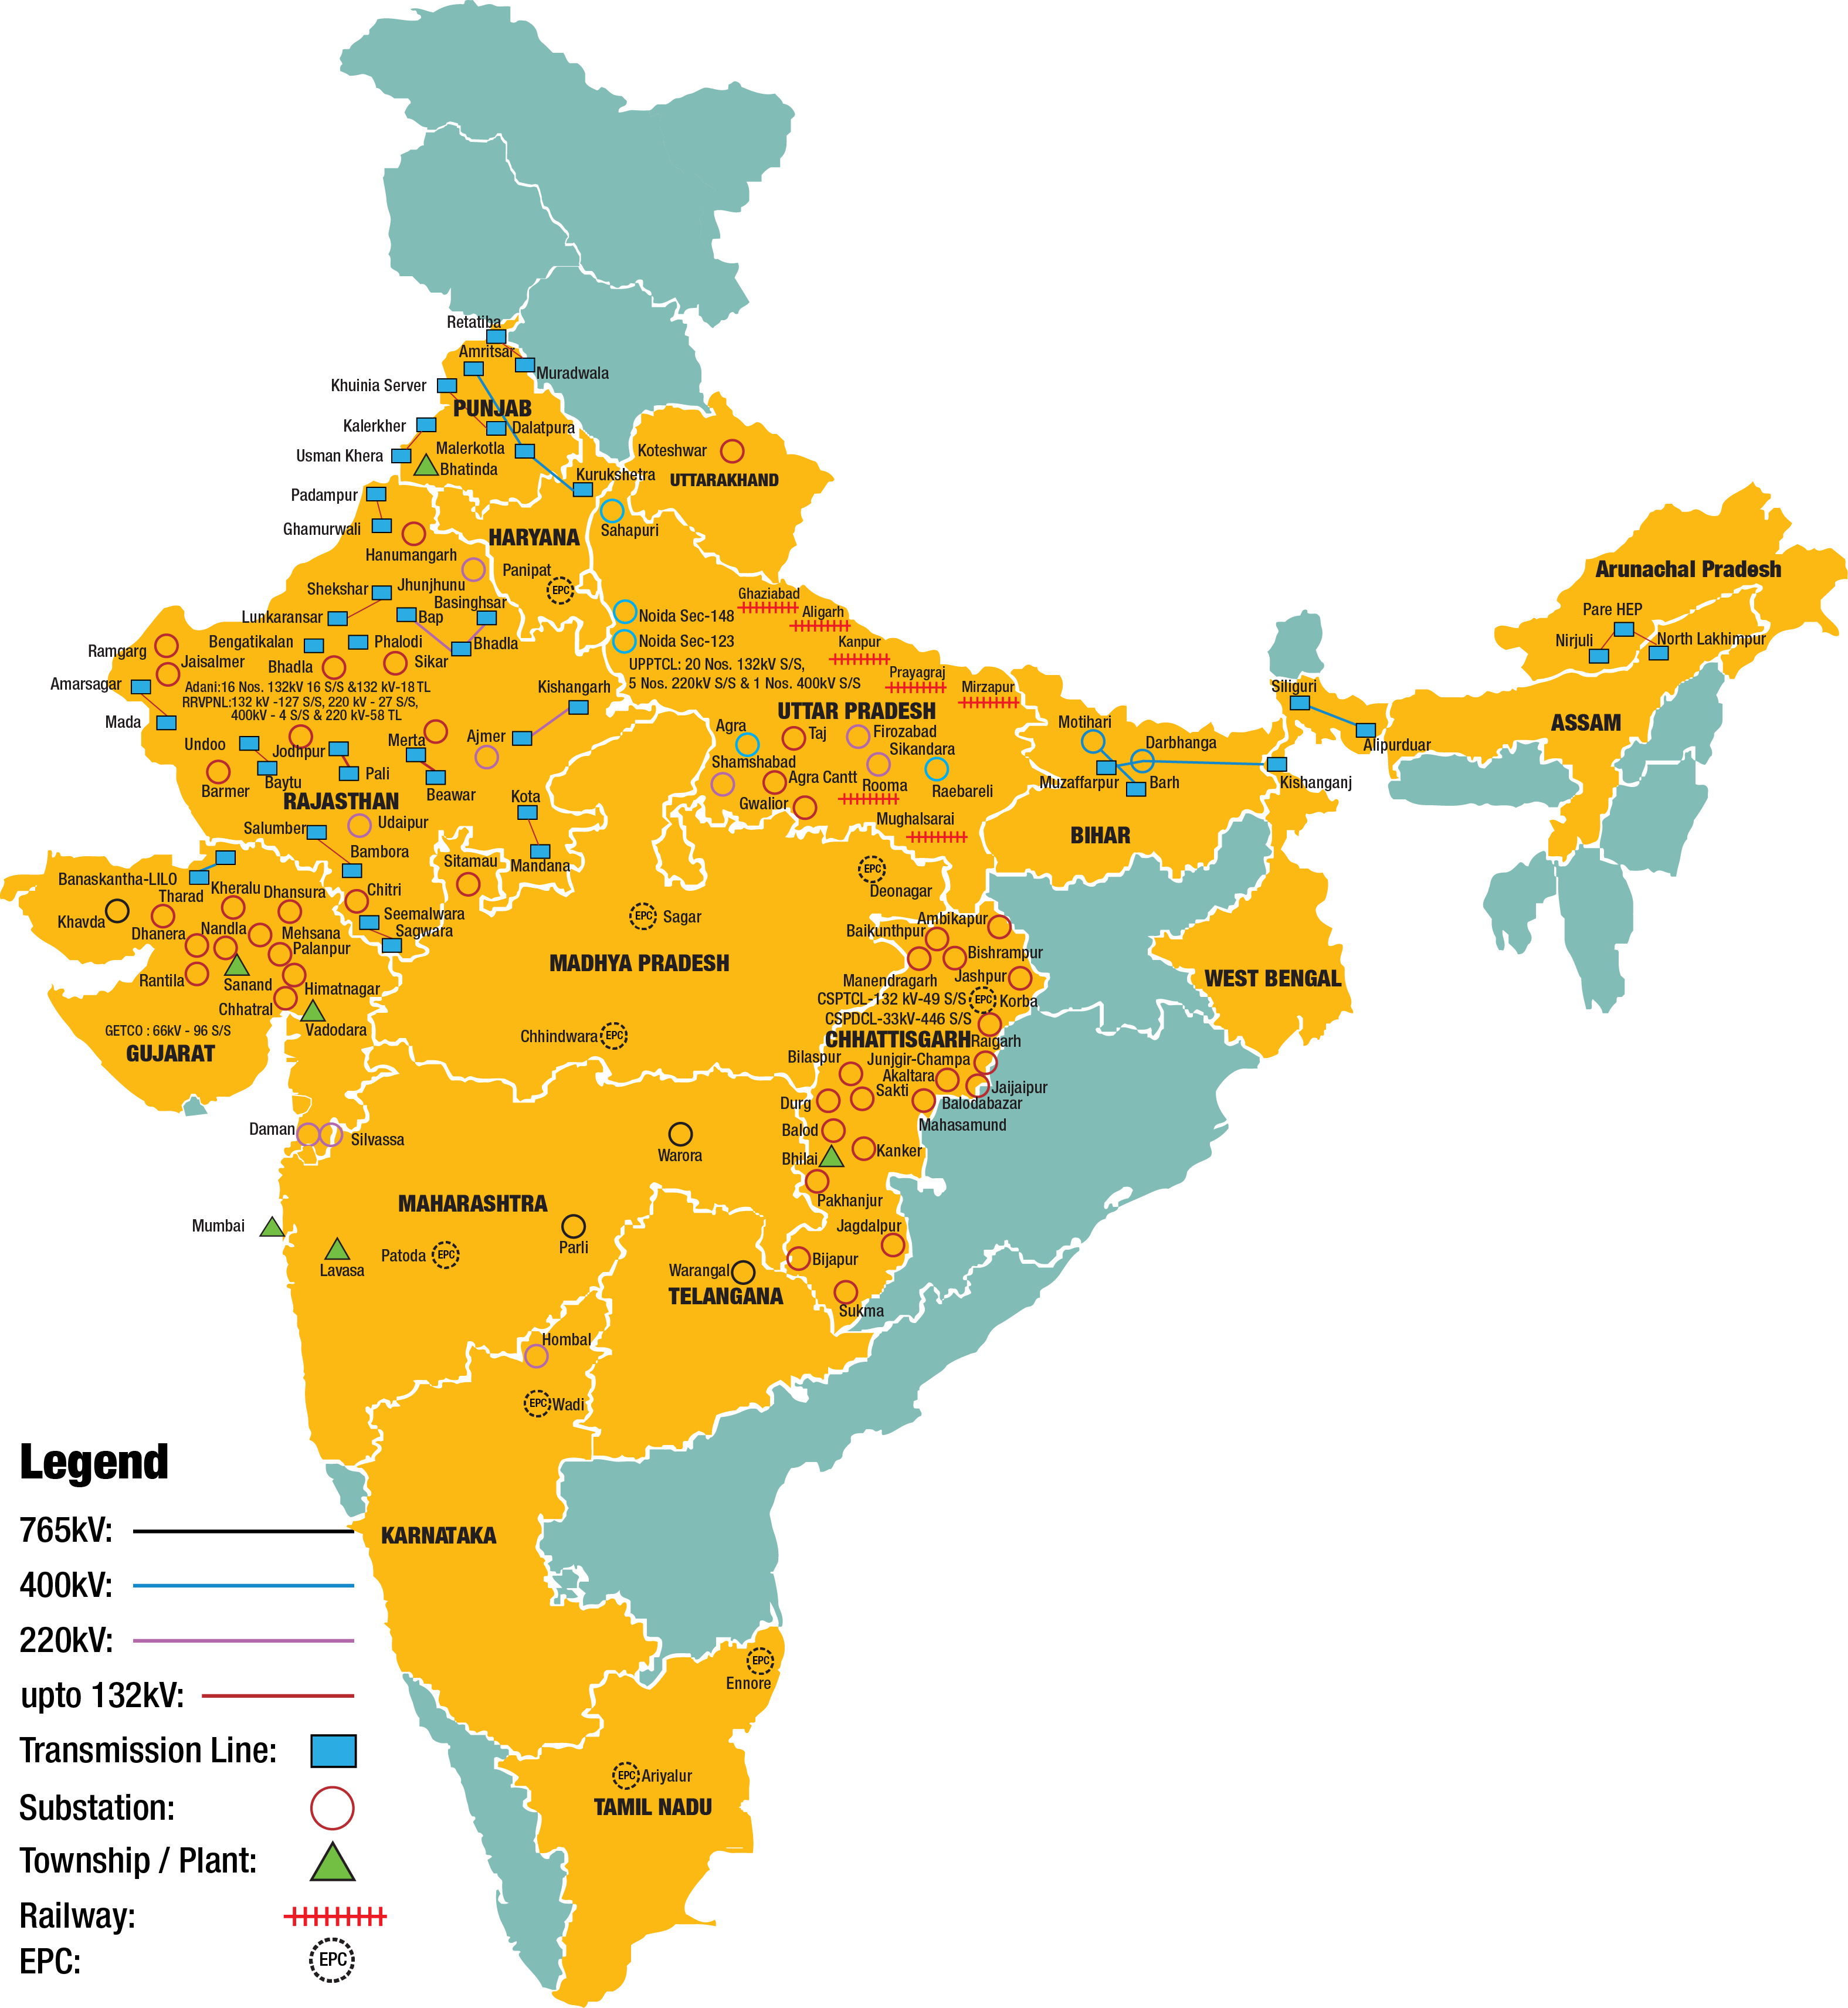 Retatiba
Amritsar
Muradwala
Khuinia Server
PUNJAB
Kalerkher
Dalatpura
Usman Khera
Malerkotla
Bhatinda
Koteshwar
UTTARAKHAND
Kurukshetra
Padampur
Ghamurwali
Sahapuri
HARYANA
Hanumangarh
Panipat
EPC
Arunachal Pradesh
Shekshar
Jhunjhunu
Basinghsar
Ghaziabad
Aligarh
Lunkaransar
Bap
Noida Sec-148
Pare HEP
Bengatikalan
Phalodi
Bhadla
Noida Sec-123
Kanpur
Nirjuli
North Lakhimpur
Ramgarg
Jaisalmer
Bhadla
Sikar
UPPTCL: 20 Nos. 132kV S/S,
5 Nos. 220kV S/S & 1 Nos. 400kV S/S
Prayagraj
Mirzapur
Amarsagar
Adani:16 Nos. 132kV 16 S/S &132 kV-18 TL
RRVPNL:132 kV -127 S/S, 220 kV - 27 S/S,
400kV - 4 S/S & 220 kV-58 TL
Kishangarh
Siliguri
Mada
UTTAR PRADESH
Motihari
ASSAM
Undoo
Jodhpur
Merta
Ajmer
Agra
Taj
Firozabad
Darbhanga
Alipurduar
Sikandara
Shamshabad
Barmer
Baytu
Pali
Beawar
Agra Cantt
Rooma
Raebareli
Muzaffarpur
Barh
Kishanganj
RAJASTHAN
Kota
Gwalior
Mughalsarai
Salumber
Udaipur
BIHAR
Bambora
Sitamau
Mandana
Banaskantha-LILO
Kheralu
Dhansura
Chitri
EPC
Deonagar
Tharad
Khavda
Seemalwara
EPC
Sagar
Ambikapur
Dhanera
Nandla
Mehsana
Sagwara
Baikunthpur
Palanpur
Bishrampur
MADHYA PRADESH
Rantila
Sanand
Himatnagar
Manendragarh
Jashpur
WEST BENGAL
Chhatral
CSPTCL-132 kV-49 S/S
EPC
Korba
GETCO : 66kV - 96 S/S
Vadodara
CSPDCL-33kV-446 S/S
GUJARAT
Chhindwara
EPC
CHHATTISGARH
Raigarh
Bilaspur
Junjgir-Champa
Akaltara
Sakti
Jaijaipur
Durg
Balodabazar
Daman
Silvassa
Balod
Mahasamund
Warora
Bhilai
Kanker
MAHARASHTRA
Pakhanjur
Mumbai
Jagdalpur
Lavasa
Patoda
EPC
Parli
Warangal
Bijapur
TELANGANA
Sukma
Hombal
EPC
Wadi
KARNATAKA
EPC
Ennore
EPC
Ariyalur
TAMIL NADU
Legend
765kV:
400kV:
220kV:
upto 132kV:
Transmission Line:
Substation:
Township / Plant:
Railway:
EPC:
EPC